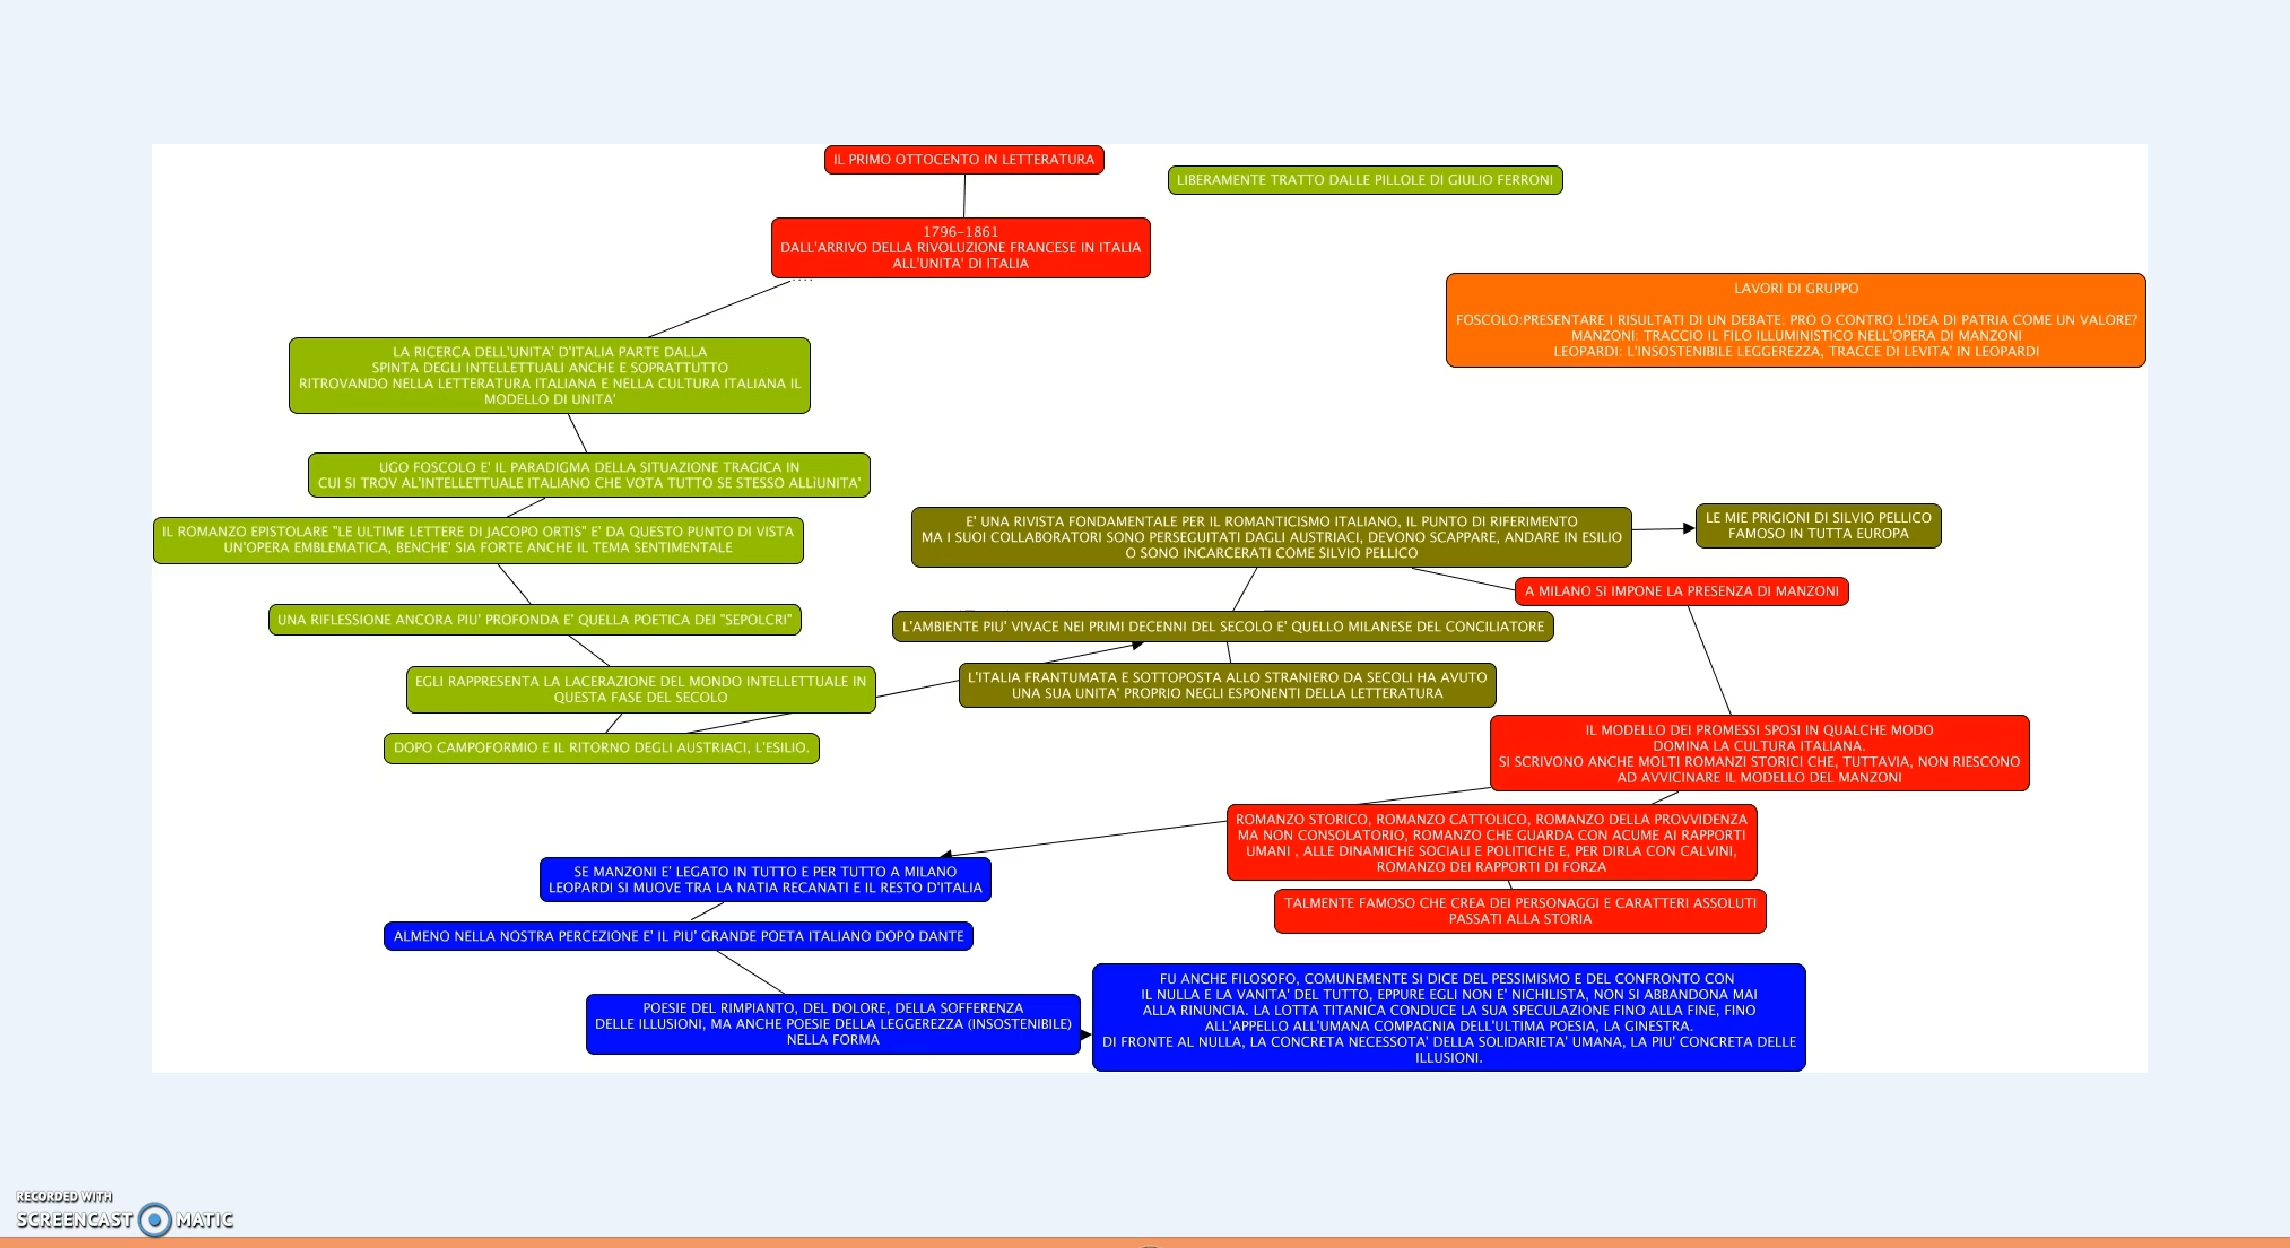 IL PRIMO OTTOCENTO IN LETTERATURA
LIBERAMENTE TRATTO DALLE PILLOLE DI GIULIO FERRONI
1796-1861
DALL'ARRIVO DELLA RIVOLUZIONE FRANCESE IN ITALIA
ALL'UNITA' DI ITALIA
LAVORI DI GRUPPO
FOSCOLO:PRESENTARE I RISULTATI DI UN DEBATE: PRO O CONTRO L'IDEA DI PATRIA COME UN VALORE?
MANZONI: TRACCIO IL FILO ILLUMINISTICO NELL'OPERA DI MANZONI
LEOPARDI: L'INSOSTENIBILE LEGGEREZZA, TRACCE DI LEVITA' IN LEOPARDI
LA RICERCA DELL'UNITA' D'ITALIA PARTE DALLA
SPINTA DEGLI INTELLETTUALI ANCHE E SOPRATTUTTO
RITROVANDO NELLA LETTERATURA ITALIANA E NELLA CULTURA ITALIANA IL
MODELLO DI UNITA'
UGO FOSCOLO E' IL PARADIGMA DELLA SITUAZIONE TRAGICA IN
CUI SI TROV AL'INTELLETTUALE ITALIANO CHE VOTA TUTTO SE STESSO ALLìUNITA"
IL ROMANZO EPISTOLARE "LE ULTIME LETTERE DI JACOPO ORTIS" E' DA QUESTO PUNTO DI VISTA
UN'OPERA EMBLEMATICA, BENCHE' SIA FORTE ANCHE IL TEMA SENTIMENTALE
UNA RIFLESSIONE ANCORA PIU' PROFONDA E' QUELLA POETICA DEI "SEPOLCRI"
EGLI RAPPRESENTA LA LACERAZIONE DEL MONDO INTELLETTUALE IN
QUESTA FASE DEL SECOLO
DOPO CAMPOFORMIO E IL RITORNO DEGLI AUSTRIACI, L'ESILIO.
E' UNA RIVISTA FONDAMENTALE PER IL ROMANTICISMO ITALIANO, IL PUNTO DI RIFERIMENTO
MA I SUOI COLLABORATORI SONO PERSEGUITATI DAGLI AUSTRIACI, DEVONO SCAPPARE, ANDARE IN ESILIO
O SONO INCARCERATI COME SILVIO PELLICO
LE MIE PRIGIONI DI SILVIO PELLICO
FAMOSO IN TUTTA EUROPA
A MILANO SI IMPONE LA PRESENZA DI MANZONI
L'AMBIENTE PIU' VIVACE NEI PRIMI DECENNI DEL SECOLO E' QUELLO MILANESE DEL CONCILIATORE
L'ITALIA FRANTUMATA E SOTTOPOSTA ALLO STRANIERO DA SECOLI HA AVUTO
UNA SUA UNITA' PROPRIO NEGLI ESPONENTI DELLA LETTERATURA
IL MODELLO DEI PROMESSI SPOSI IN QUALCHE MODO
DOMINA LA CULTURA ITALIANA.
SI SCRIVONO ANCHE MOLTI ROMANZI STORICI CHE, TUTTAVIA, NON RIESCONO
AD AVVICINARE IL MODELLO DEL MANZONI
ROMANZO STORICO, ROMANZO CATTOLICO, ROMANZO DELLA PROVVIDENZA
MA NON CONSOLATORIO, ROMANZO CHE GUARDA CON ACUME AI RAPPORTI
UMANI , ALLE DINAMICHE SOCIALI E POLITICHE E, PER DIRLA CON CALVINI,
ROMANZO DEI RAPPORTI DI FORZA
TALMENTE FAMOSO CHE CREA DEI PERSONAGGI E CARATTERI ASSOLUTI
PASSATI ALLA STORIA
SE MANZONI E' LEGATO IN TUTTO E PER TUTTO A MILANO
LEOPARDI SI MUOVE TRA LA NATIA RECANATI E IL RESTO D'ITALIA
ALMENO NELLA NOSTRA PERCEZIONE E' IL PIU' GRANDE POETA ITALIANO DOPO DANTE
POESIE DEL RIMPIANTO, DEL DOLORE, DELLA SOFFERENZA
DELLE ILLUSIONI, MA ANCHE POESIE DELLA LEGGEREZZA (INSOSTENIBILE)
NELLA FORMA
FU ANCHE FILOSOFO, COMUNEMENTE SI DICE DEL PESSIMISMO E DEL CONFRONTO CON
IL NULLA E LA VANITA' DEL TUTTO, EPPURE EGLI NON E' NICHILISTA, NON SI ABBANDONA MAI
ALLA RINUNCIA. LA LOTTA TITANICA CONDUCE LA SUA SPECULAZIONE FINO ALLA FINE, FINO
ALL'APPELLO ALL'UMANA COMPAGNIA DELL'ULTIMA POESIA, LA GINESTRA.
DI FRONTE AL NULLA, LA CONCRETA NECESSOTA' DELLA SOLIDARIETA' UMANA, LA PIU' CONCRETA DELLE
ILLUSIONI.
RECORDED WITH
SCREENCAST MATIC